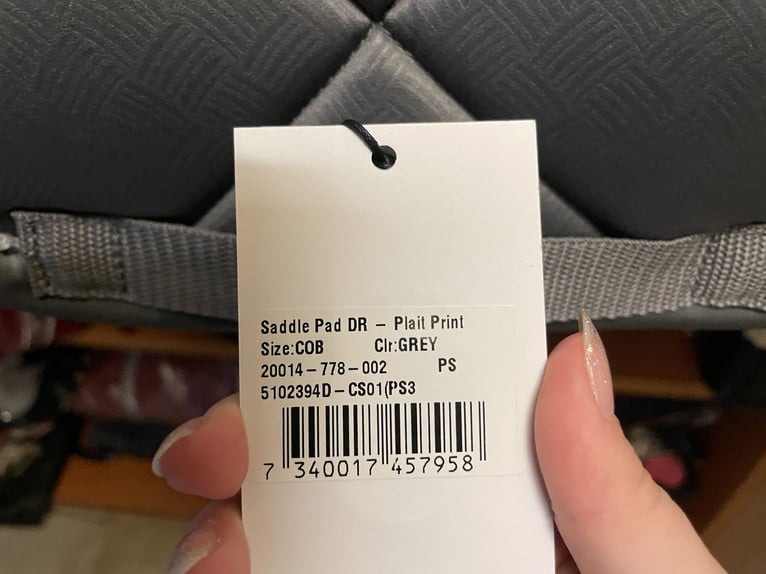 Saddle Pad DR – Plait Print
Size:COB Clr:GREY
20014-778-002 PS
5102394D-CS01(PS3
7 340017 457958